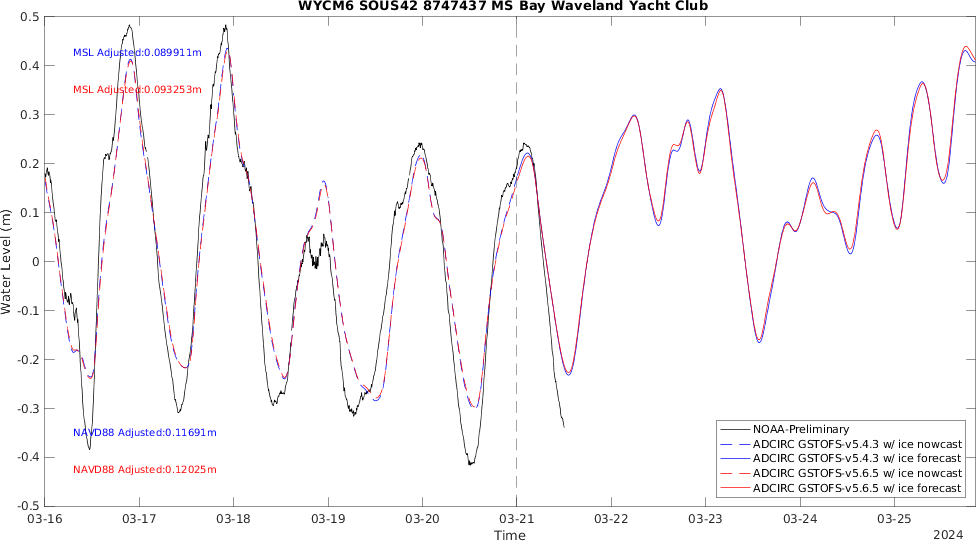 WYCM6 SOUS42 8747437 MS Bay Waveland Yacht Club
0.5
0.4
0.3
0.2
0.1
0
-0.1
-0.2
-0.3
-0.4
-0.5
Water Level (m)
MSL Adjusted:0.089911m
MSL Adjusted:0.093253m
NAVD88 Adjusted:0.11691m
NAVD88 Adjusted:0.12025m
NOAA-Preliminary
ADCIRC GSTOFS-v5.4.3 w/ ice nowcast
ADCIRC GSTOFS-v5.4.3 w/ ice forecast
ADCIRC GSTOFS-v5.6.5 w/ ice nowcast
ADCIRC GSTOFS-v5.6.5 w/ ice forecast
03-16 03-17 03-18 03-19 03-20 03-21 03-22 03-23 03-24 03-25
Time
2024